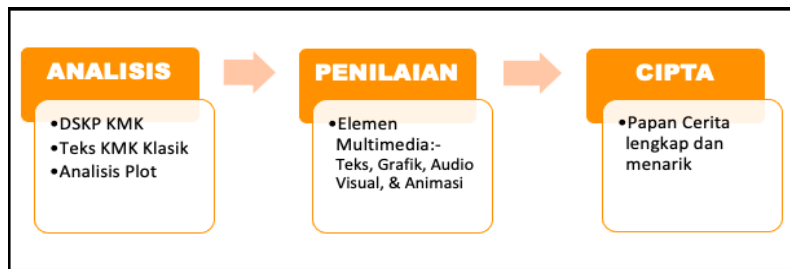 ANALISIS
•DSKP KMK
•Teks KMK Klasik
•Analisis Plot
PENILAIAN
•Elemen
Multimedia:-
Teks, Grafik, Audio
Visual, & Animasi
CIPTA
•Papan Cerita
lengkap dan
menarik